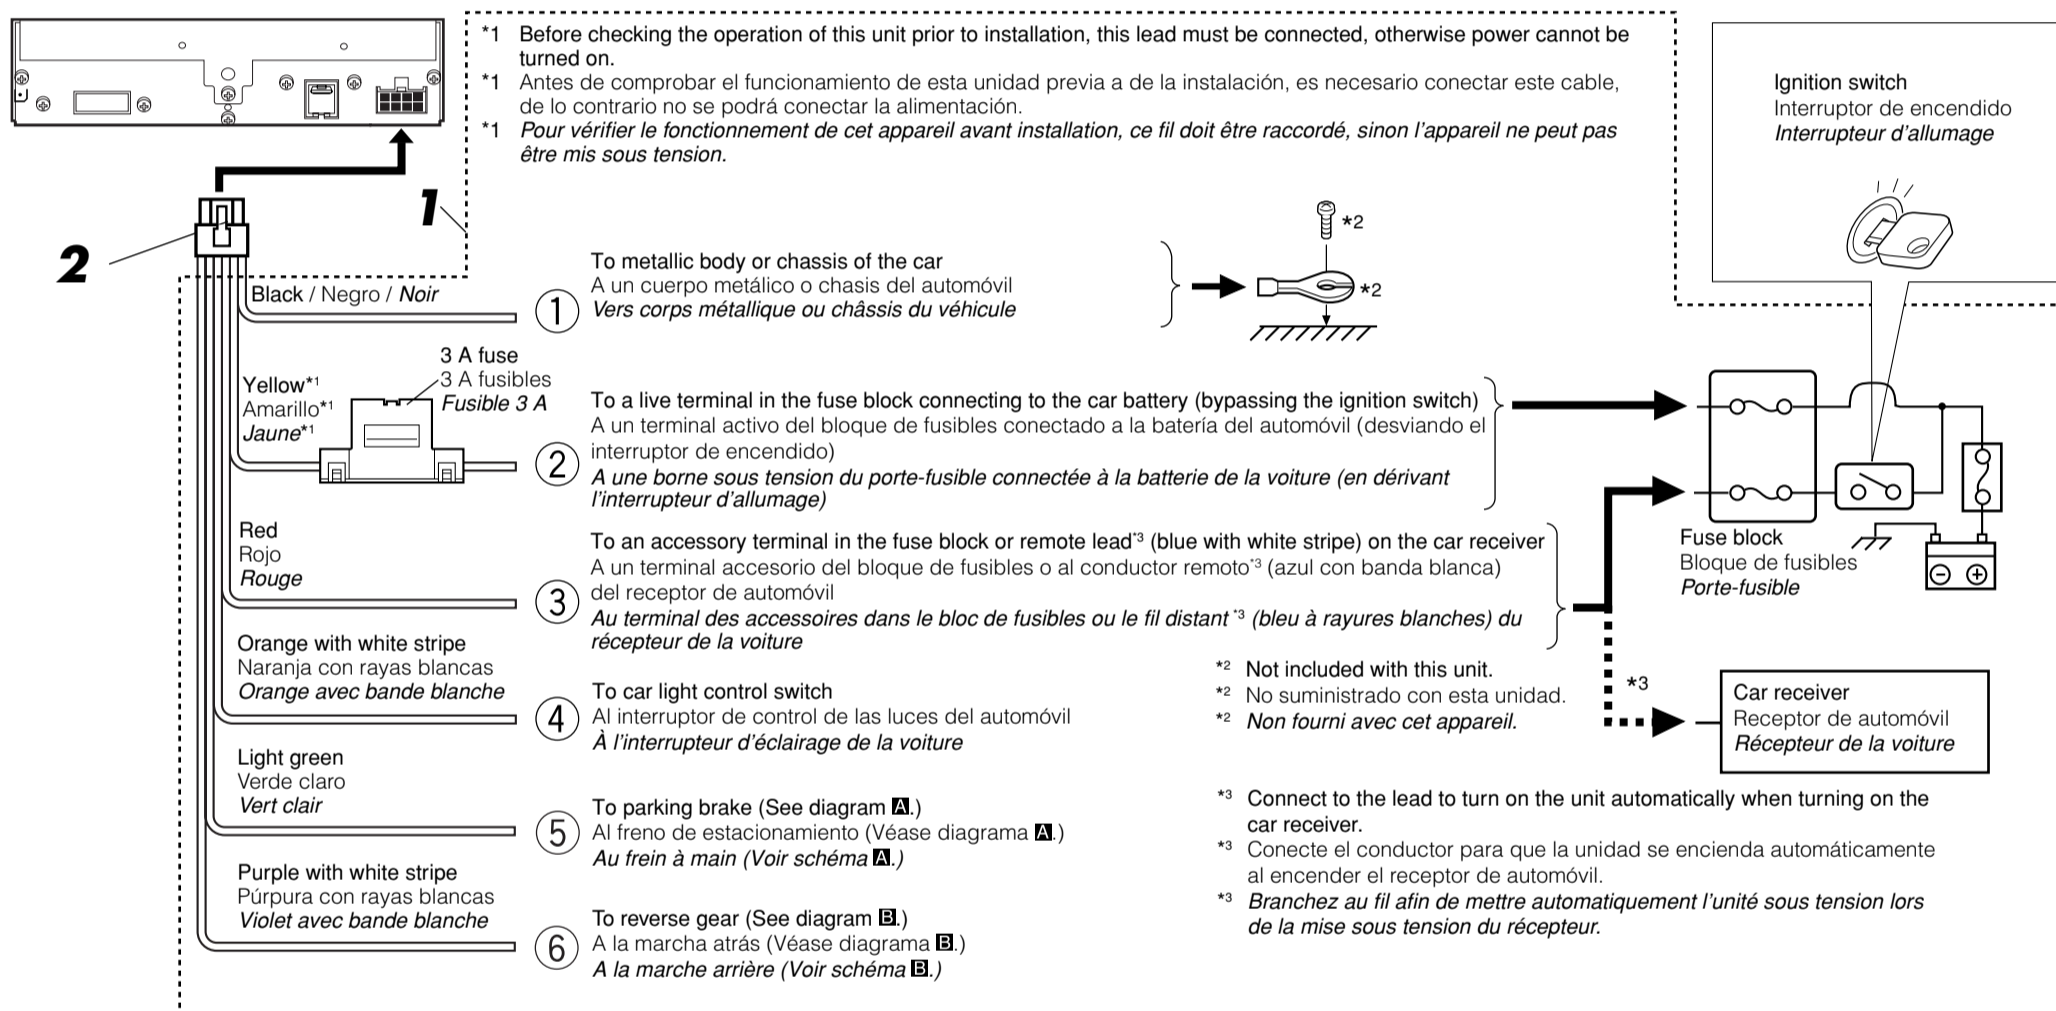 *1 Before checking the operation of this unit prior to installation, this lead must be connected, otherwise power cannot be
turned on.
*1 Antes de comprobar el funcionamiento de esta unidad previa a de la instalación, es necesario conectar este cable,
de lo contrario no se podrá conectar la alimentación.
*1 Pour vérifier le fonctionnement de cet appareil avant installation, ce fil doit être raccordé, sinon l'appareil ne peut pas
être mis sous tension.
Ignition switch
Interruptor de encendido
Interrupteur d'allumage
1
2
*2
*2
Black / Negro / Noir
①
To metallic body or chassis of the car
A un cuerpo metálico o chasis del automóvil
Vers corps métallique ou châssis du véhicule
Yellow*1
Amarillo*1
Jaune*1
3 A fuse
3 A fusibles
Fusible 3 A
②
To a live terminal in the fuse block connecting to the car battery (bypassing the ignition switch)
A un terminal activo del bloque de fusibles conectado a la batería del automóvil (desviando el
interruptor de encendido)
A une borne sous tension du porte-fusible connectée à la batterie de la voiture (en dérivant
l'interrupteur d'allumage)
Red
Rojo
Rouge
③
To an accessory terminal in the fuse block or remote lead*3 (blue with white stripe) on the car receiver
A un terminal accesorio del bloque de fusibles o al conductor remoto*3 (azul con banda blanca)
del receptor de automóvil
Au terminal des accessoires dans le bloc de fusibles ou le fil distant *3 (bleu à rayures blanches) du
récepteur de la voiture
Fuse block
Bloque de fusibles
Porte-fusible
Orange with white stripe
Naranja con rayas blancas
Orange avec bande blanche
④
To car light control switch
Al interruptor de control de las luces del automóvil
À l'interrupteur d'éclairage de la voiture
*2 Not included with this unit.
*2 No suministrado con esta unidad.
*2 Non fourni avec cet appareil.
*3
Car receiver
Receptor de automóvil
Récepteur de la voiture
Light green
Verde claro
Vert clair
⑤
To parking brake (See diagram A.)
Al freno de estacionamiento (Véase diagrama A.)
Au frein à main (Voir schéma A.)
*3 Connect to the lead to turn on the unit automatically when turning on the
car receiver.
*3 Conecte el conductor para que la unidad se encienda automáticamente
al encender el receptor de automóvil.
*3 Branchez au fil afin de mettre automatiquement l'unité sous tension lors
de la mise sous tension du récepteur.
Purple with white stripe
Púrpura con rayas blancas
Violet avec bande blanche
⑥
To reverse gear (See diagram B.)
A la marcha atrás (Véase diagrama B.)
A la marche arrière (Voir schéma B.)